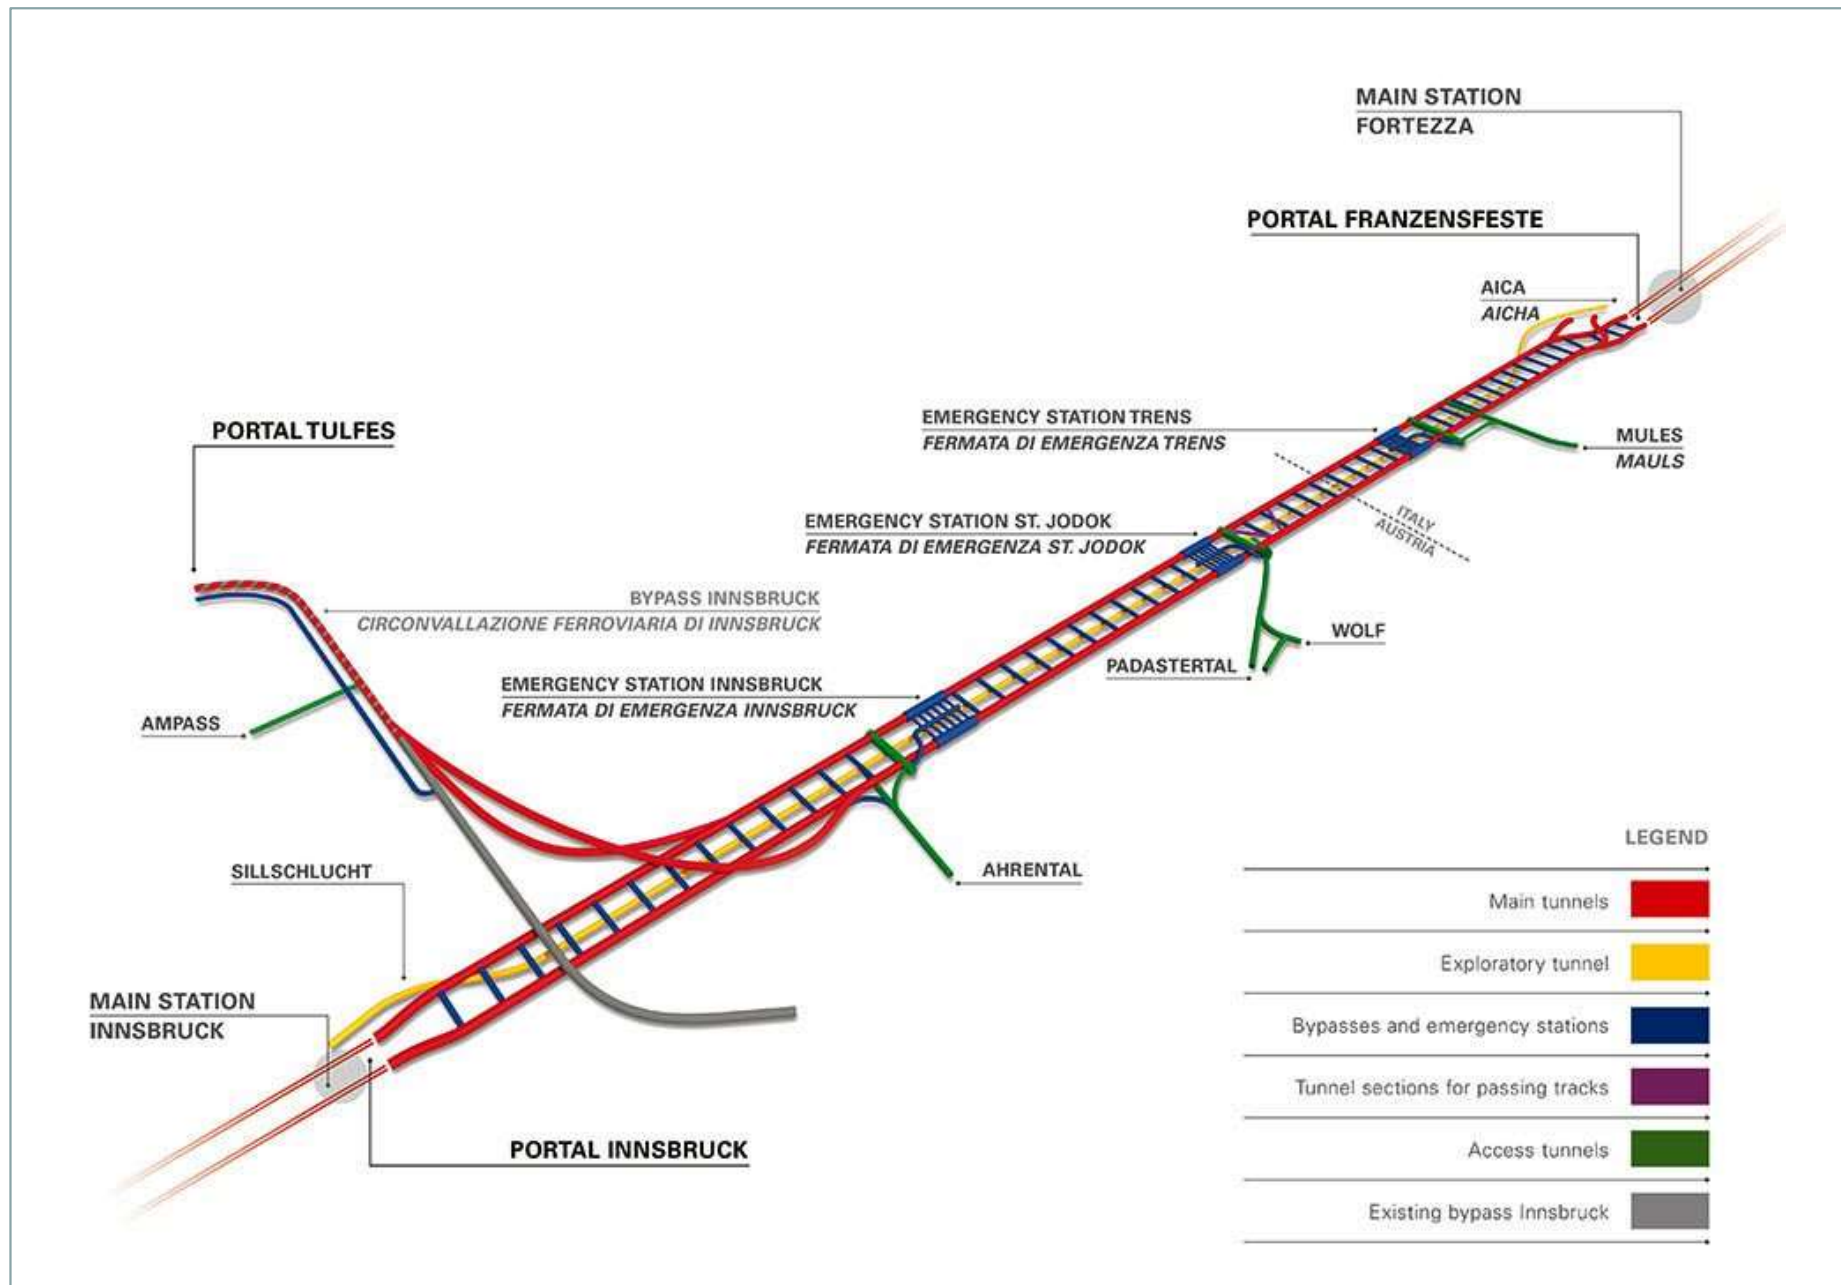 MAIN STATION
FORTEZZA
PORTAL FRANZENSFESTE
AICA
AICHA
EMERGENCY STATION TRENS
FERMATA DI EMERGENZA TRENS
MULES
MAULS
PORTAL TULFES
EMERGENCY STATION ST. JODOK
FERMATA DI EMERGENZA ST. JODOK
ITALY
AUSTRIA
BYPASS INNSBRUCK
CIRCONVALLAZIONE FERROVIARIA DI INNSBRUCK
WOLF
PADASTERTAL
EMERGENCY STATION INNSBRUCK
FERMATA DI EMERGENZA INNSBRUCK
AMPASS
SILLSCHLUCHT
AHRENTAL
MAIN STATION
INNSBRUCK
PORTAL INNSBRUCK
LEGEND
Main tunnels
Exploratory tunnel
Bypasses and emergency stations
Tunnel sections for passing tracks
Access tunnels
Existing bypass Innsbruck